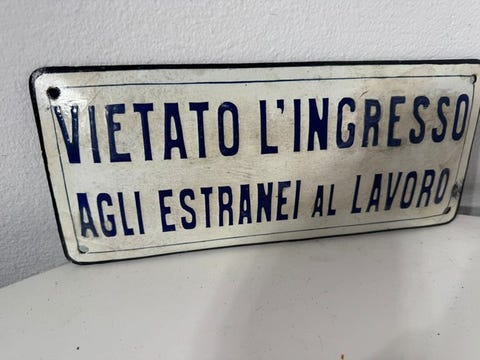 VIETATO L'INGRESSO
AGLI ESTRANEI AL LAVORO